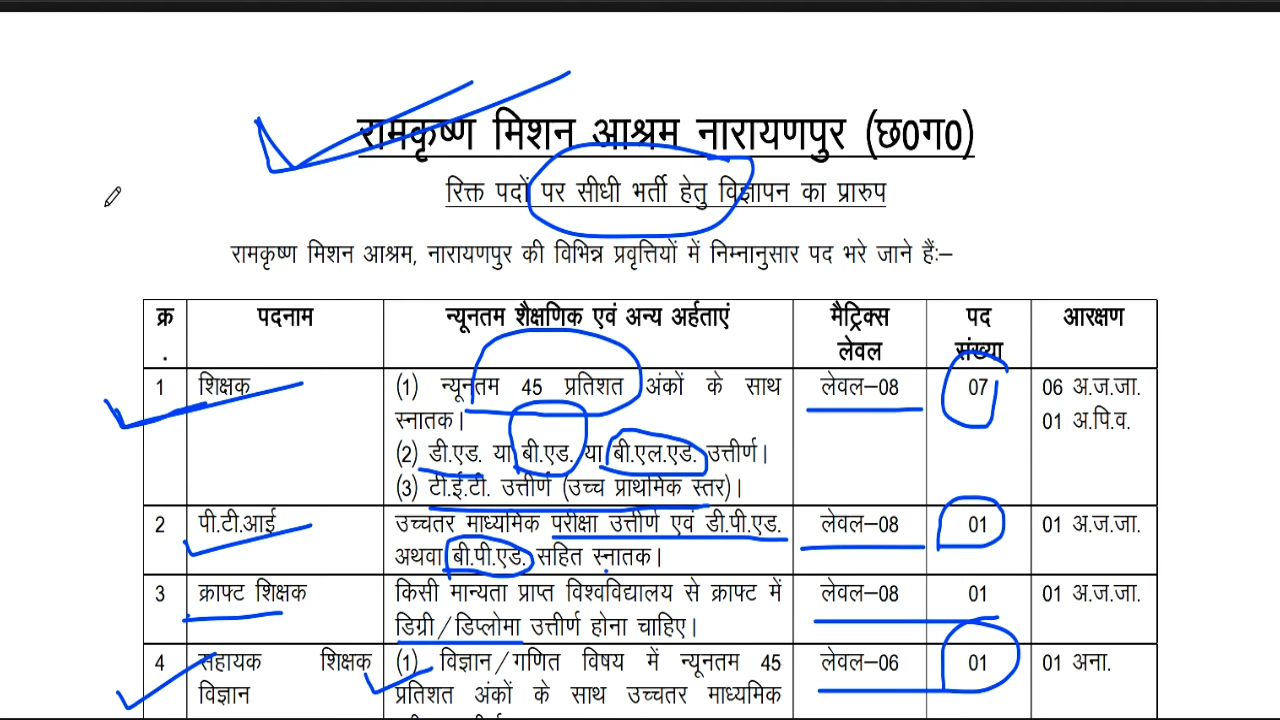 रामकृष्ण मिशन आश्रम नारायणपुर (छ0ग0)
रिक्त पदों पर सीधी भर्ती हेतु विज्ञापन का प्रारुप
रामकृष्ण मिशन आश्रम, नारायणपुर की विभिन्न प्रवृत्तियों में निम्नानुसार पद भरे जाने हैं:–
क्र. पदनाम न्यूनतम शैक्षणिक एवं अन्य अर्हताएं मैट्रिक्स लेवल पद संख्या आरक्षण
1 शिक्षक (1) न्यूनतम 45 प्रतिशत अंकों के साथ लेवल–08 07 06 अ.ज.जा.
स्नातक। 01 अ.पि.व.
(2) डी.एड. या बी.एड. या बी.एल.एड. उत्तीर्ण।
(3) टी.ई.टी. उत्तीर्ण (उच्च प्राथमिक स्तर)।
2 पी.टी.आई उच्चतर माध्यमिक परीक्षा उत्तीर्ण एवं डी.पी.एड. लेवल–08 01 01 अ.ज.जा.
अथवा बी.पी.एड. सहित स्नातक।
3 क्राफ्ट शिक्षक किसी मान्यता प्राप्त विश्वविद्यालय से क्राफ्ट में लेवल–08 01 01 अ.ज.जा.
डिग्री/डिप्लोमा उत्तीर्ण होना चाहिए।
4 सहायक शिक्षक (1) विज्ञान/गणित विषय में न्यूनतम 45 लेवल–06 01 01 अना.
विज्ञान प्रतिशत अंकों के साथ उच्चतर माध्यमिक